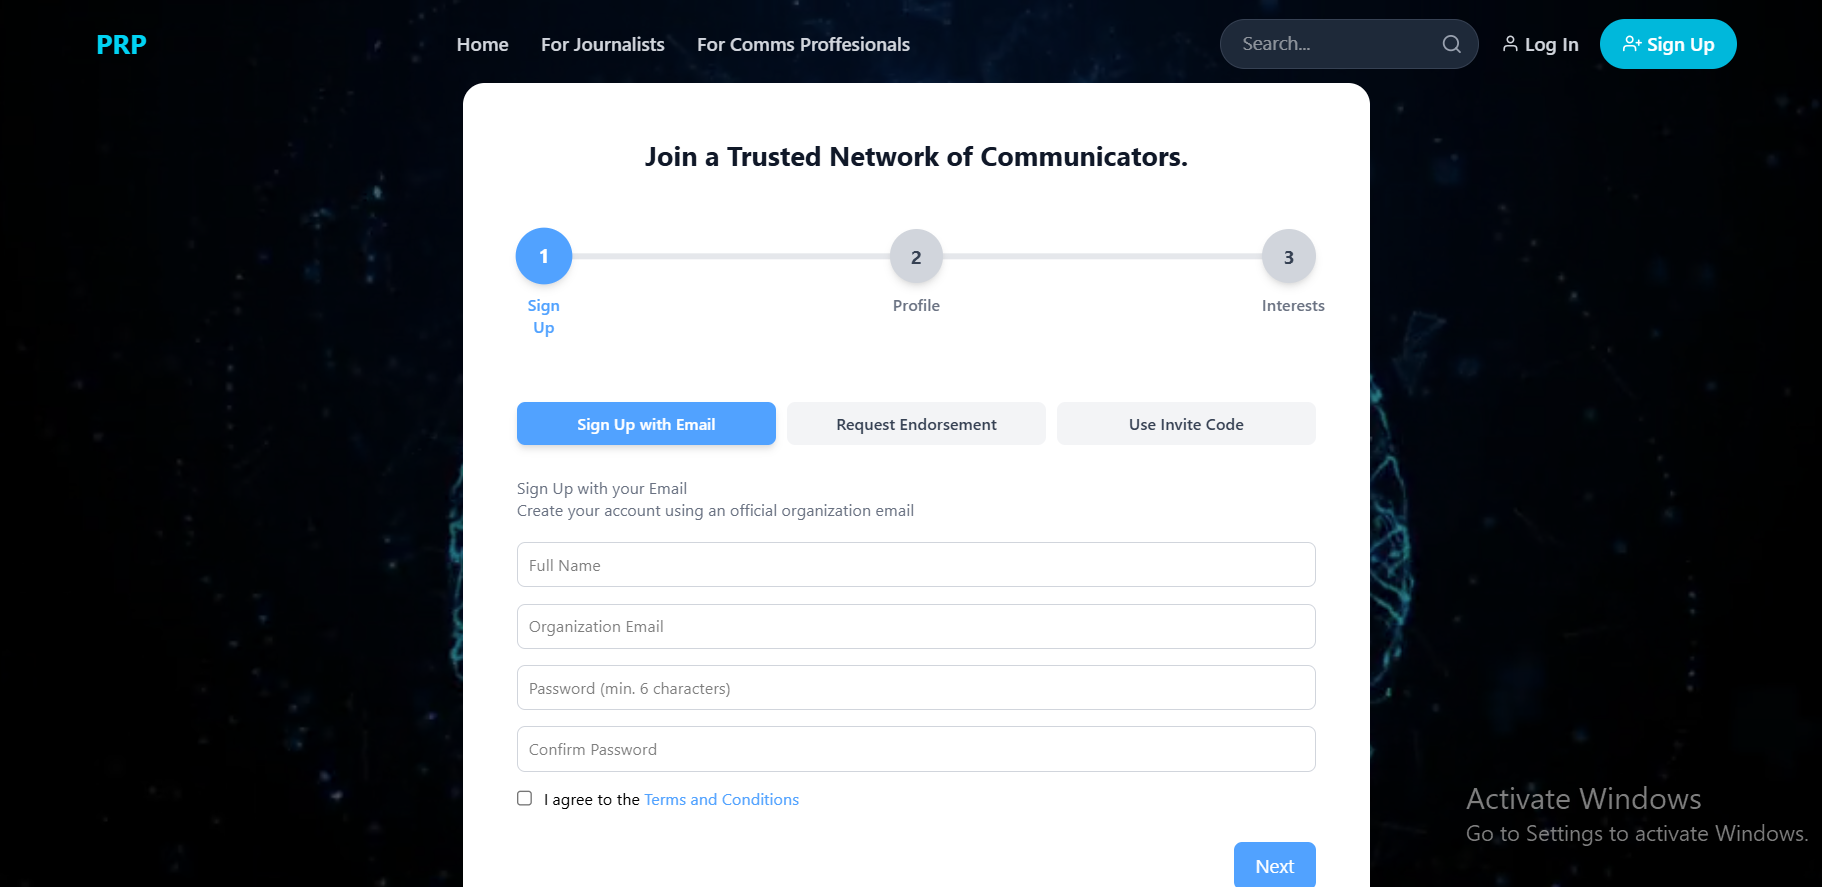 PRP
Home
For Journalists
For Comms Proffesionals
Search...
Log In
Sign Up
Join a Trusted Network of Communicators.
1
2
3
Sign
Up
Profile
Interests
Sign Up with Email
Request Endorsement
Use Invite Code
Sign Up with your Email
Create your account using an official organization email
Full Name
Organization Email
Password (min. 6 characters)
Confirm Password
I agree to the Terms and Conditions
Next
Activate Windows
Go to Settings to activate Windows.